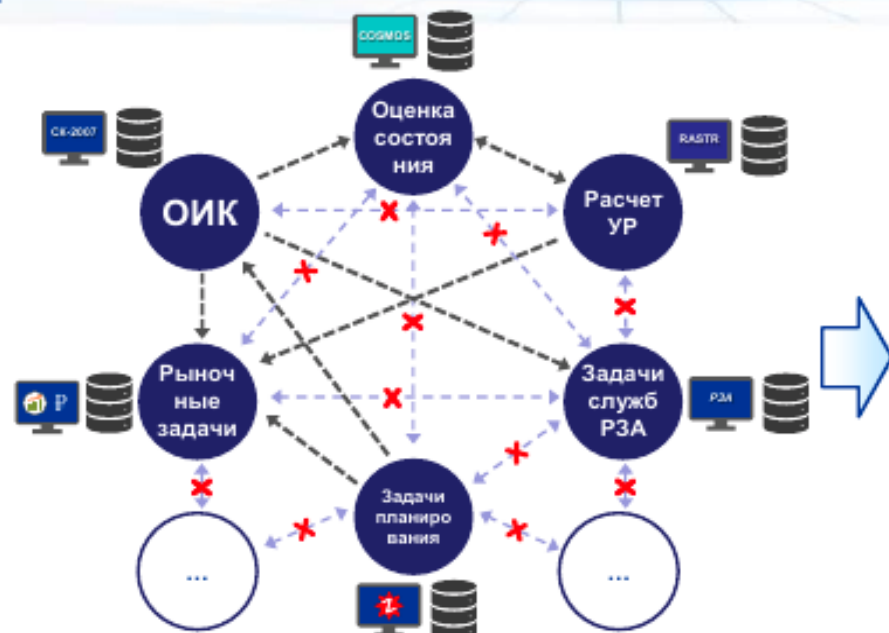 COSMOS
Оценка
состоя
ния
СК-2007
ОИК
RASTR
Расчет
УР
Рыноч
ные
задачи
Р
Задачи
служб
РЗА
РЗА
Задачи
планиро
вания
...
...
Z